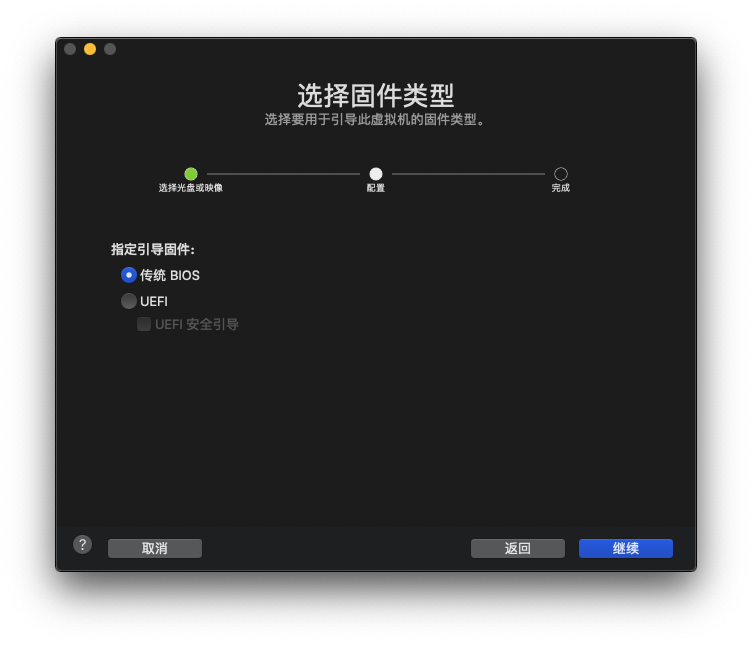 选择固件类型
选择要用于引导此虚拟机的固件类型。
选择光盘或映像
配置
完成
指定引导固件:
传统 BIOS
UEFI
UEFI 安全引导
?
取消
返回
继续